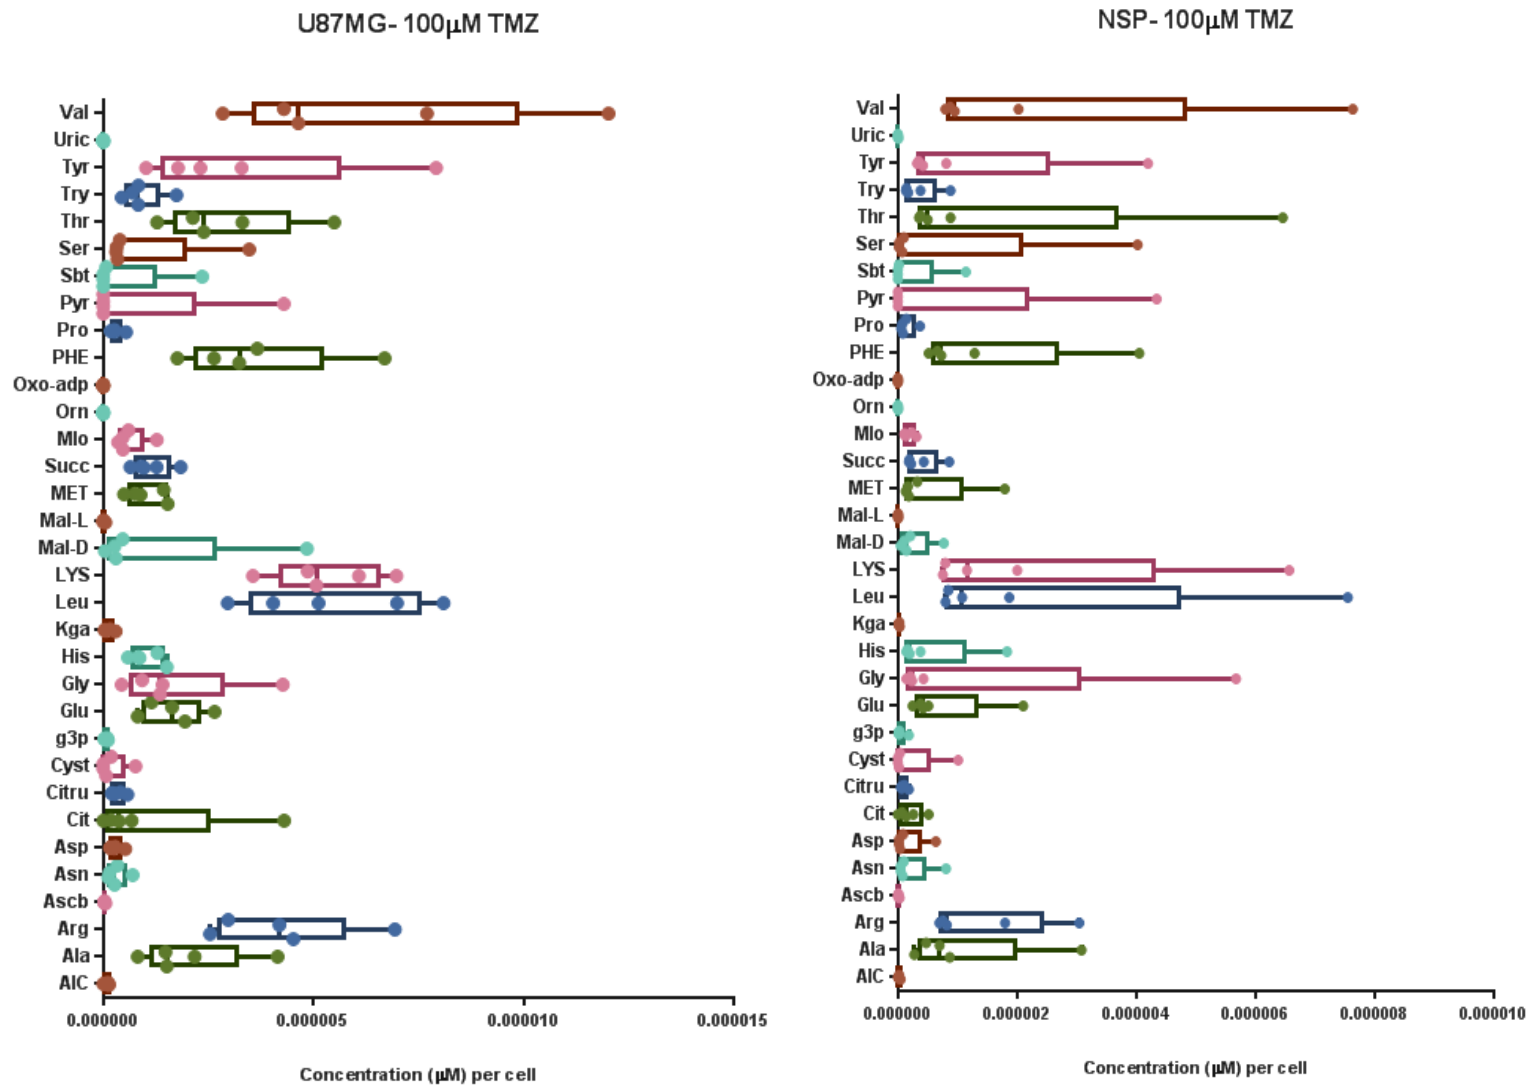 U87MG- 100μM TMZ
Val
Uric
Tyr
Try
Thr
Ser
Sbt
Pyr
Pro
PHE
Oxo-adp
Orn
Mlo
Succ
MET
Mal-L
Mal-D
LYS
Leu
Kga
His
Gly
Glu
g3p
Cyst
Citru
Cit
Asp
Asn
Ascb
Arg
Ala
AIC
0.000000 0.000005 0.000010 0.000015
Concentration (μM) per cell
NSP- 100μM TMZ
Val
Uric
Tyr
Try
Thr
Ser
Sbt
Pyr
Pro
PHE
Oxo-adp
Orn
Mlo
Succ
MET
Mal-L
Mal-D
LYS
Leu
Kga
His
Gly
Glu
g3p
Cyst
Citru
Cit
Asp
Asn
Ascb
Arg
Ala
AIC
0.000000 0.000002 0.000004 0.000006 0.000008 0.000010
Concentration (μM) per cell